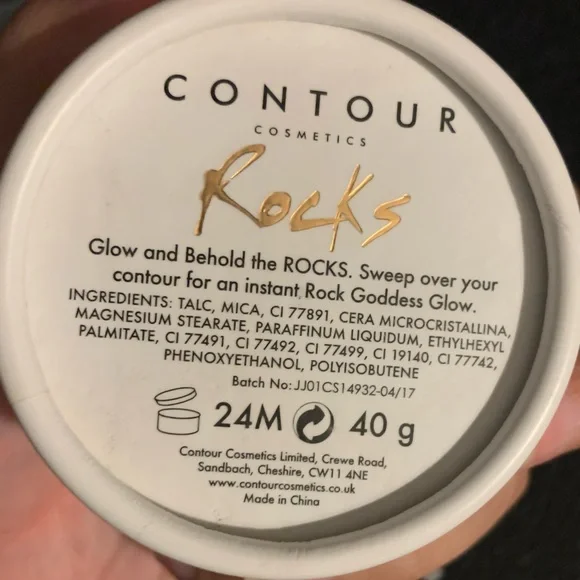 CONTOUR
COSMETICS
Rocks
Glow and Behold the ROCKS. Sweep over your
contour for an instant Rock Goddess Glow.
INGREDIENTS: TALC, MICA, CI 77891, CERA MICROCRISTALLINA,
MAGNESIUM STEARATE, PARAFFINUM LIQUIDUM, ETHYLHEXYL
PALMITATE, CI 77491, CI 77492, CI 77499, CI 19140, CI 77742,
PHENOXYETHANOL, POLYISOBUTENE
Batch No: JJ01CS14932-04/17
24M 40 g
Contour Cosmetics Limited, Crewe Road,
Sandbach, Cheshire, CW11 4NE
www.contourcosmetics.co.uk
Made in China